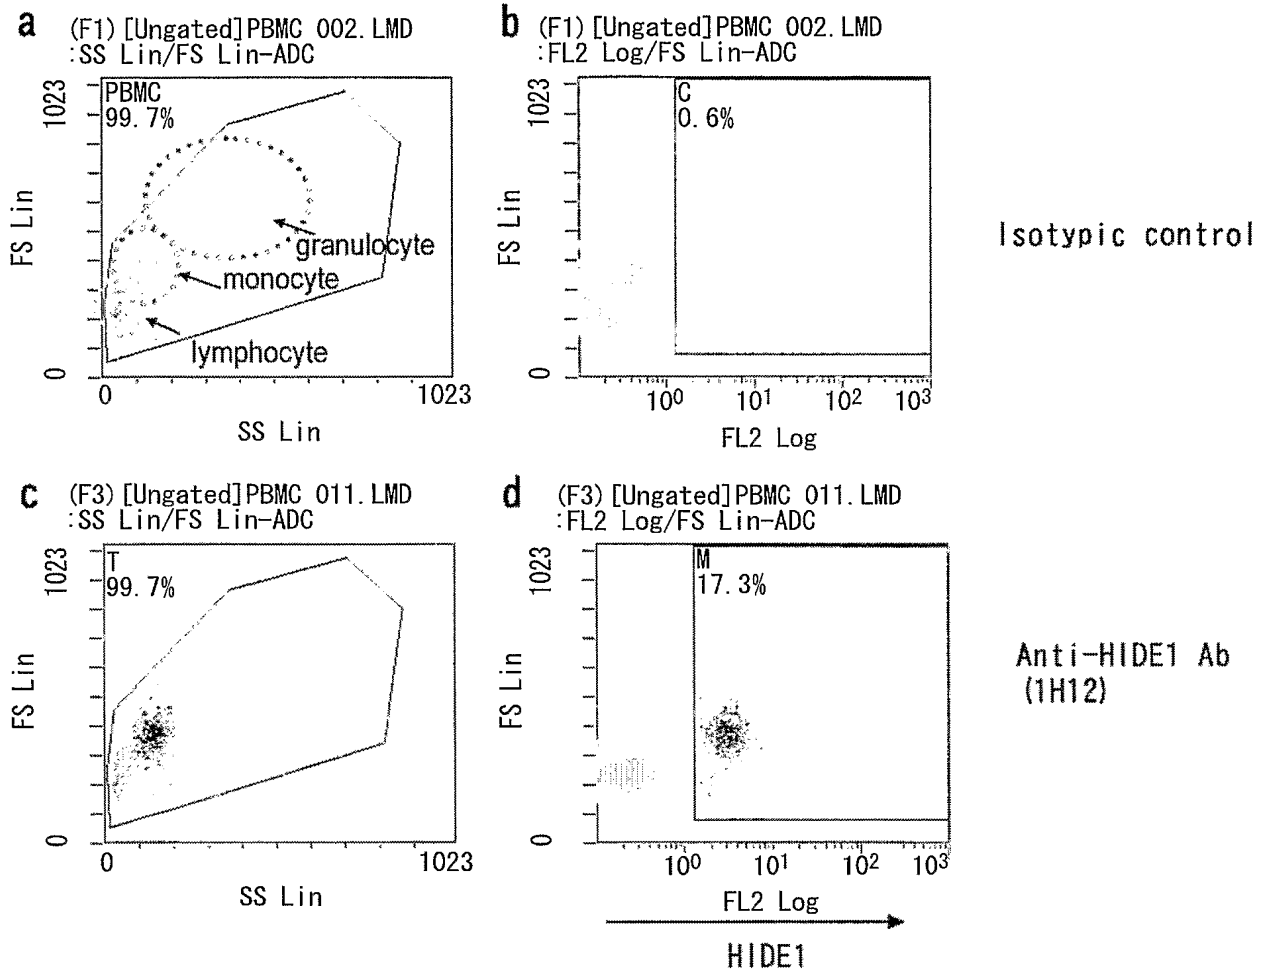 a
(F1)[Ungated]PBMC 002.LMD
:SS Lin/FS Lin-ADC
PBMC
99.7%
1023
FS Lin
0
granulocyte
monocyte
lymphocyte
0
1023
SS Lin
b
(F1)[Ungated]PBMC 002.LMD
:FL2 Log/FS Lin-ADC
C
0.6%
1023
FS Lin
0
10⁰ 10¹ 10² 10³
FL2 Log
Isotypic control
c
(F3)[Ungated]PBMC 011.LMD
:SS Lin/FS Lin-ADC
T
99.7%
1023
FS Lin
0
0
1023
SS Lin
d
(F3)[Ungated]PBMC 011.LMD
:FL2 Log/FS Lin-ADC
M
17.3%
1023
FS Lin
0
10⁰ 10¹ 10² 10³
FL2 Log
HIDE1
Anti-HIDE1 Ab
(1H12)